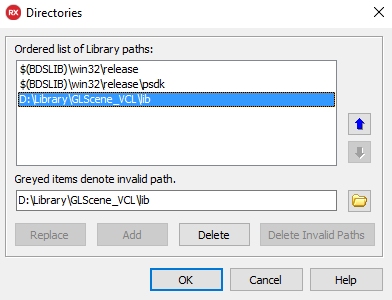 RX Directories
Ordered list of Library paths:
$(BDSLIB)\win32\release
$(BDSLIB)\win32\release\psdk
D:\Library\GLScene_VCL\lib
Greyed items denote invalid path.
D:\Library\GLScene_VCL\lib
Replace Add Delete Delete Invalid Paths
OK Cancel Help